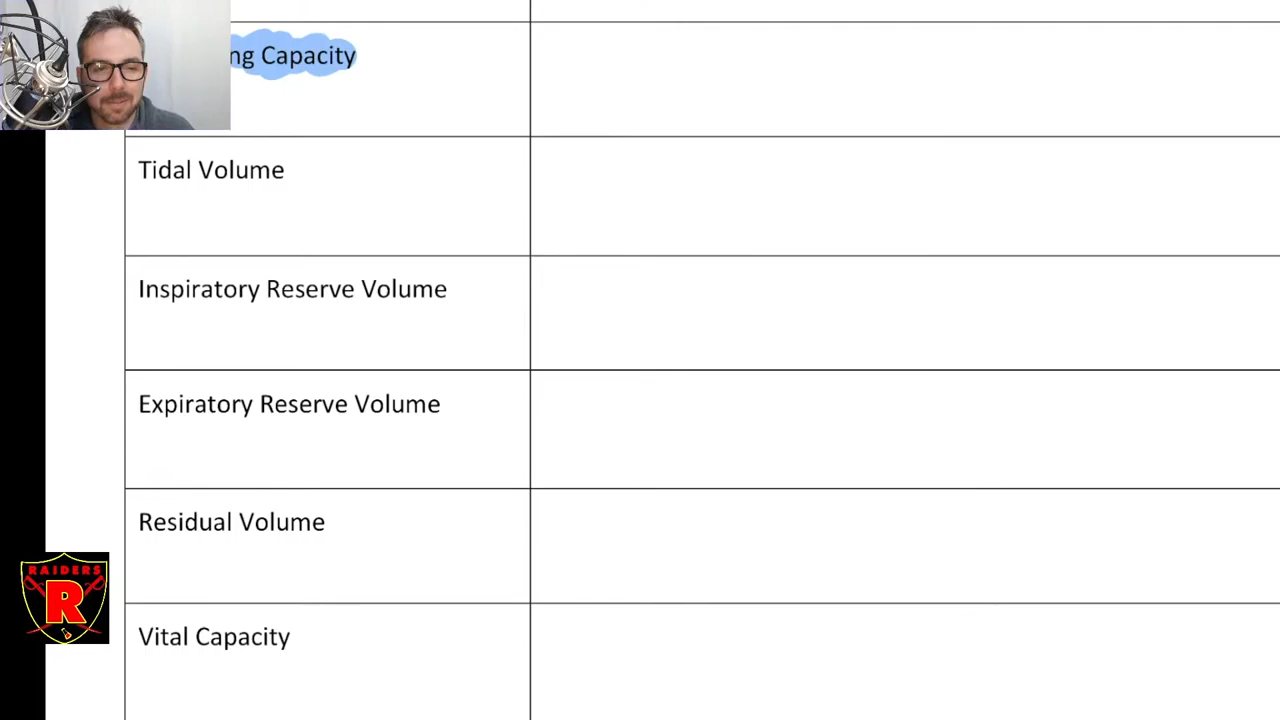 ng Capacity
Tidal Volume
Inspiratory Reserve Volume
Expiratory Reserve Volume
Residual Volume
RAIDERS
R
Vital Capacity